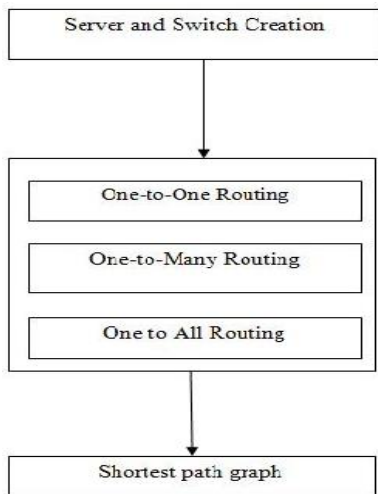 Server and Switch Creation
One-to-One Routing
One-to-Many Routing
One to All Routing
Shortest path graph